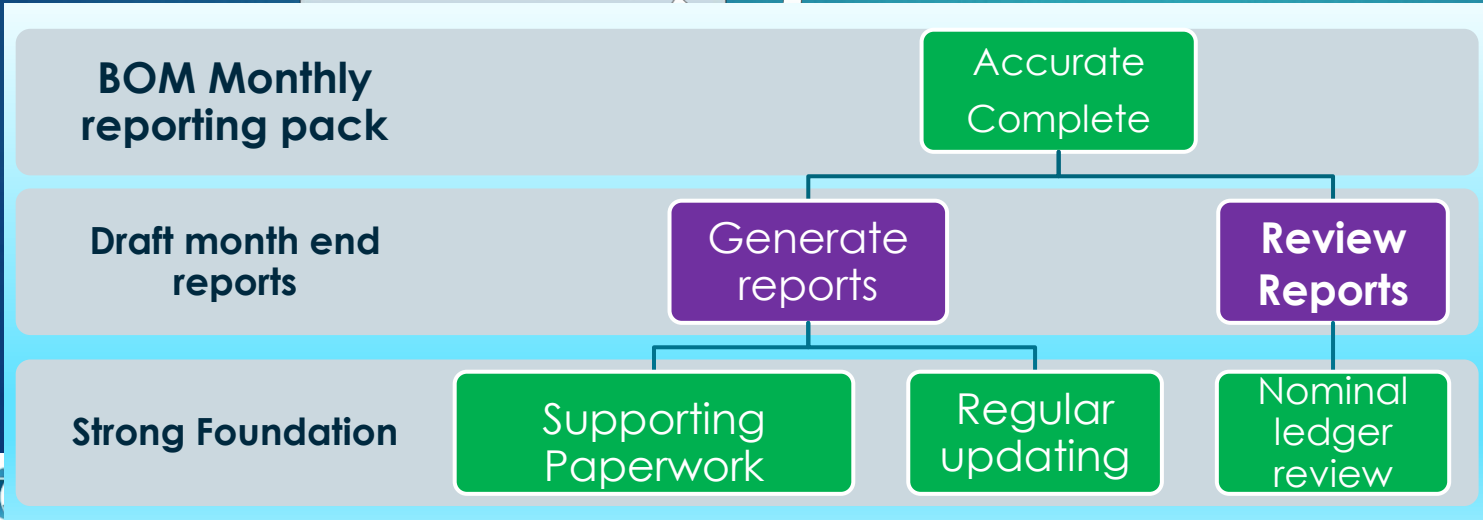 BOM Monthly
reporting pack
Accurate
Complete
Draft month end
reports
Generate
reports
Review
Reports
Strong Foundation
Supporting
Paperwork
Regular
updating
Nominal
ledger
review